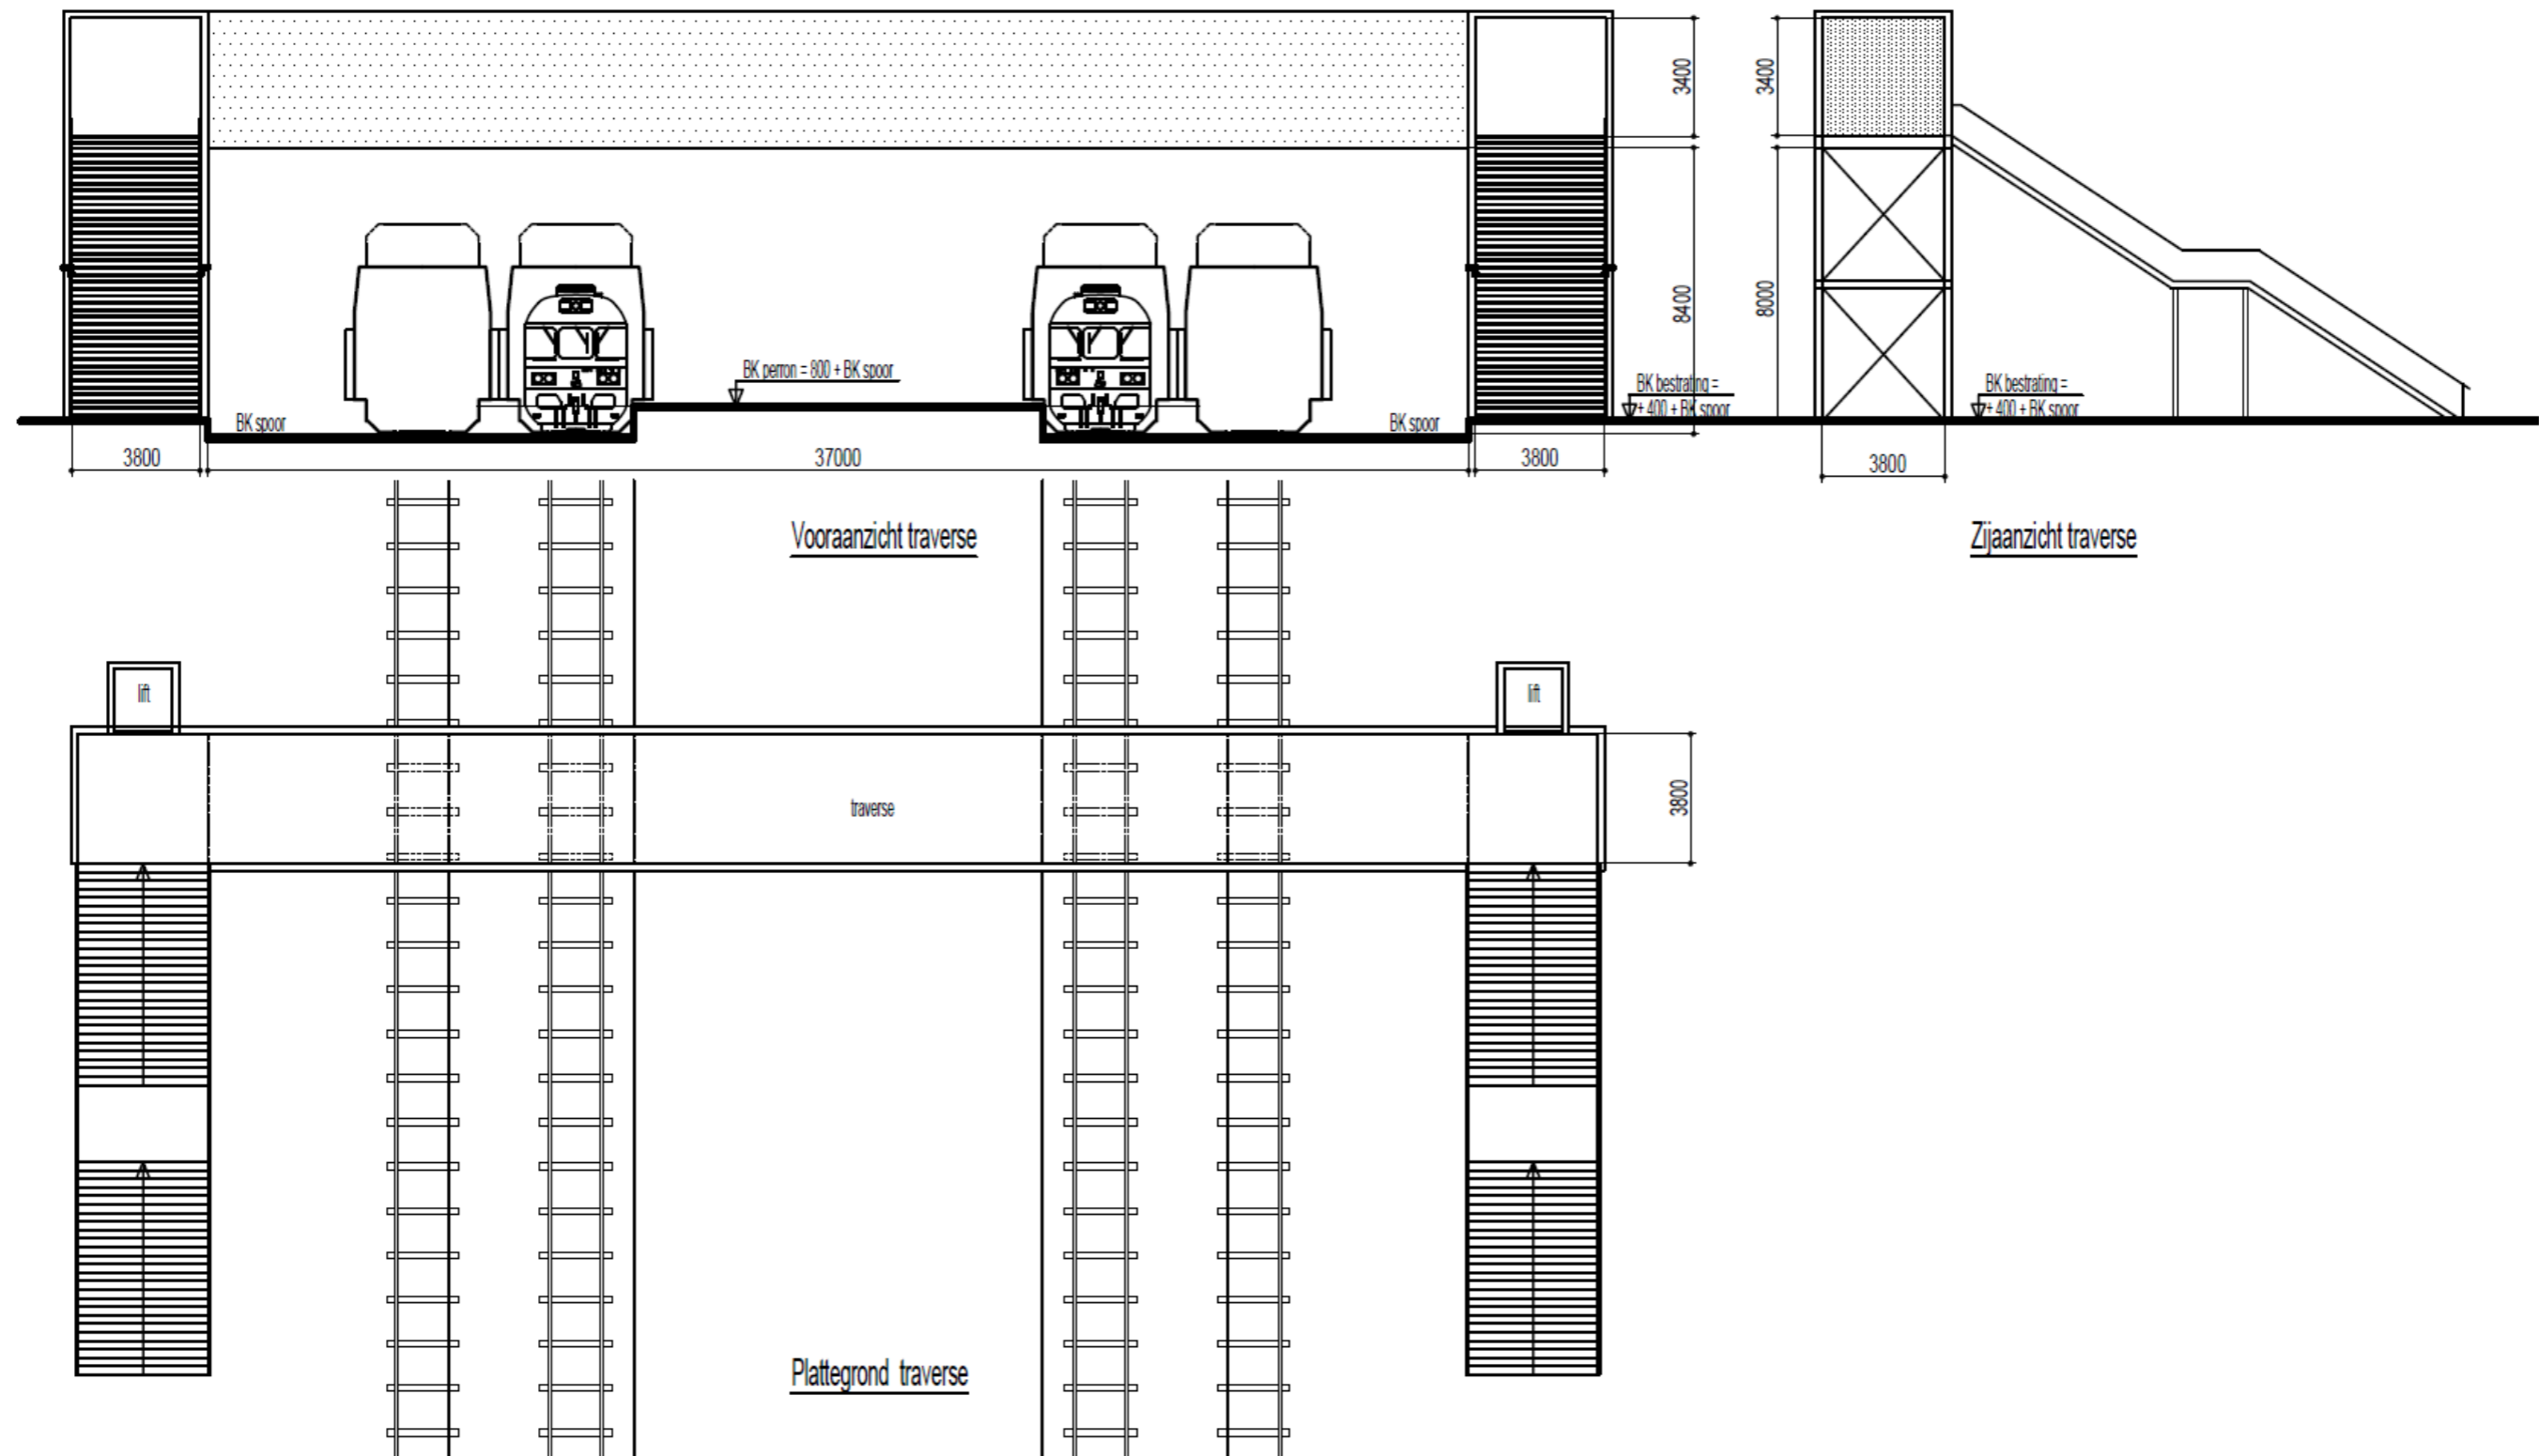 3400
3400
8400
8000
BK perron = 800 + BK spoor
BK bestrating =
+ 400 + BK spoor
BK bestrating =
+ 400 + BK spoor
BK spoor
BK spoor
3800
37000
3800
3800
Vooraanzicht traverse
Zijaanzicht traverse
lift
lift
traverse
3800
Plattegrond traverse